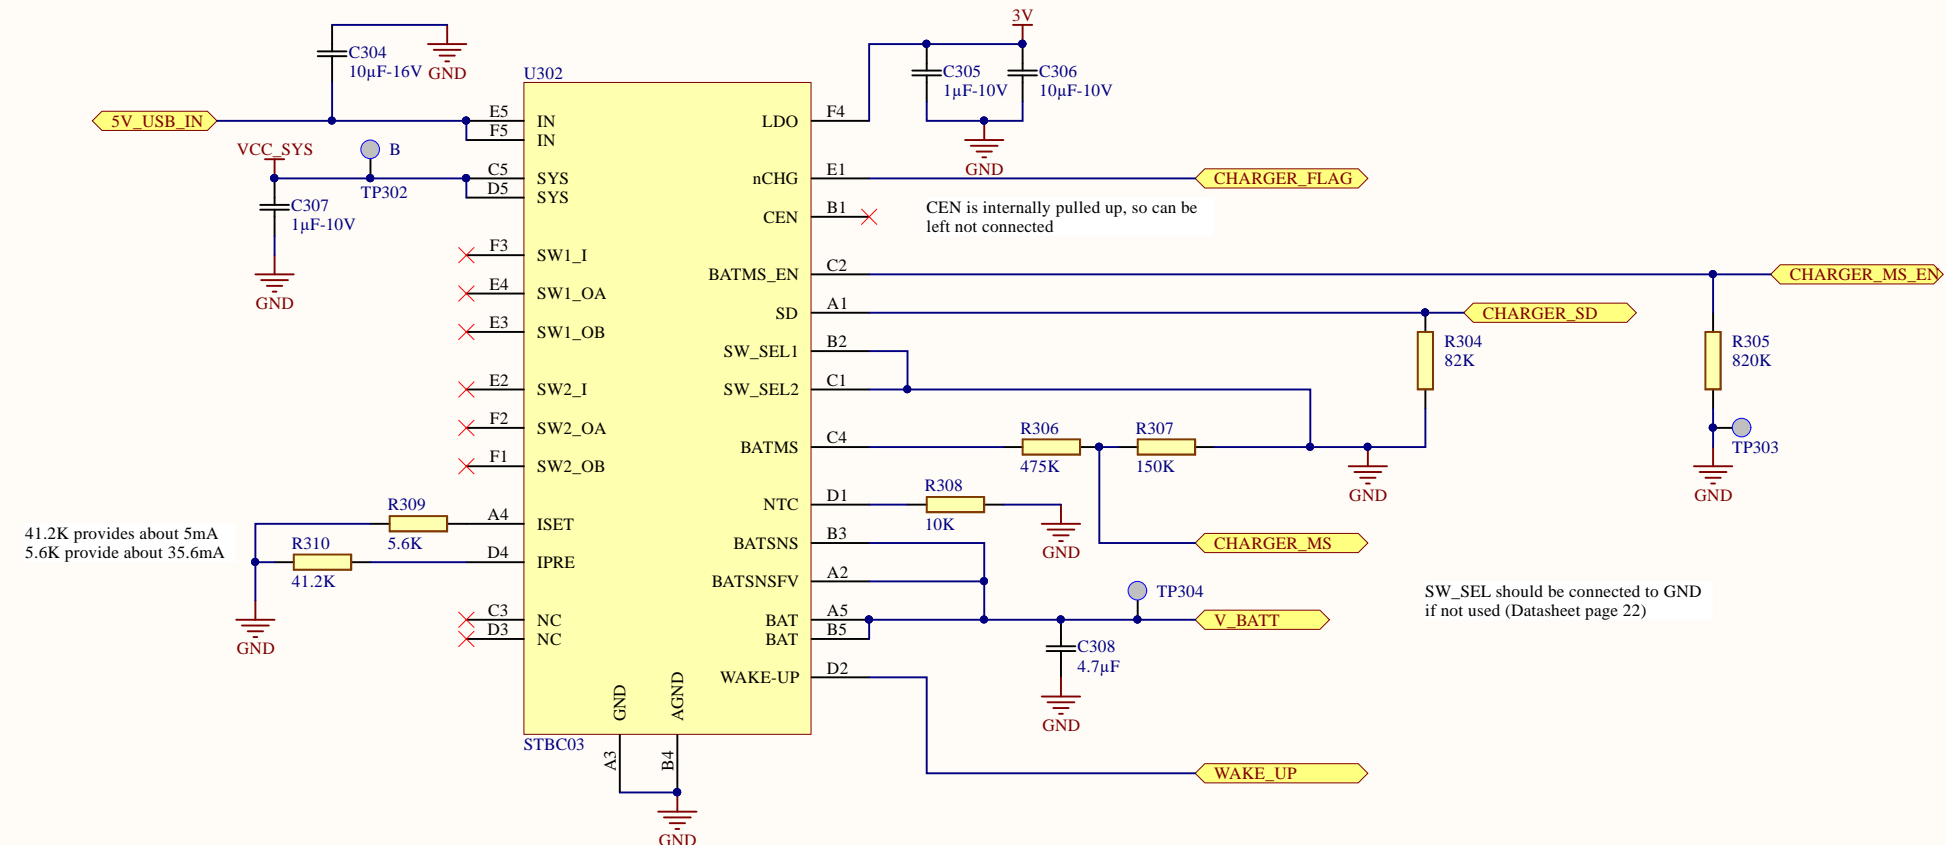 C304
10µF-16V
GND
5V_USB_IN
VCC_SYS
B
TP302
C307
1µF-10V
GND
U302
E5 IN
F5 IN
C5 SYS
D5 SYS
F3 SW1_I
E4 SW1_OA
E3 SW1_OB
E2 SW2_I
F2 SW2_OA
F1 SW2_OB
A4 ISET
D4 IPRE
C3 NC
D3 NC
R309
5.6K
R310
41.2K
41.2K provides about 5mA
5.6K provide about 35.6mA
GND
GND
AGND
A3
B4
STBC03
GND
LDO F4
nCHG E1
CEN B1
BATMS_EN C2
SD A1
SW_SEL1 B2
SW_SEL2 C1
BATMS C4
NTC D1
BATSNS B3
BATSNSFV A2
BAT A5
BAT B5
WAKE-UP D2
3V
C305
1µF-10V
C306
10µF-10V
GND
CHARGER_FLAG
CEN is internally pulled up, so can be
left not connected
CHARGER_MS_EN
CHARGER_SD
R304
82K
R305
820K
TP303
GND
R306
475K
R307
150K
GND
R308
10K
GND
CHARGER_MS
TP304
V_BATT
C308
4.7µF
GND
SW_SEL should be connected to GND
if not used (Datasheet page 22)
WAKE_UP